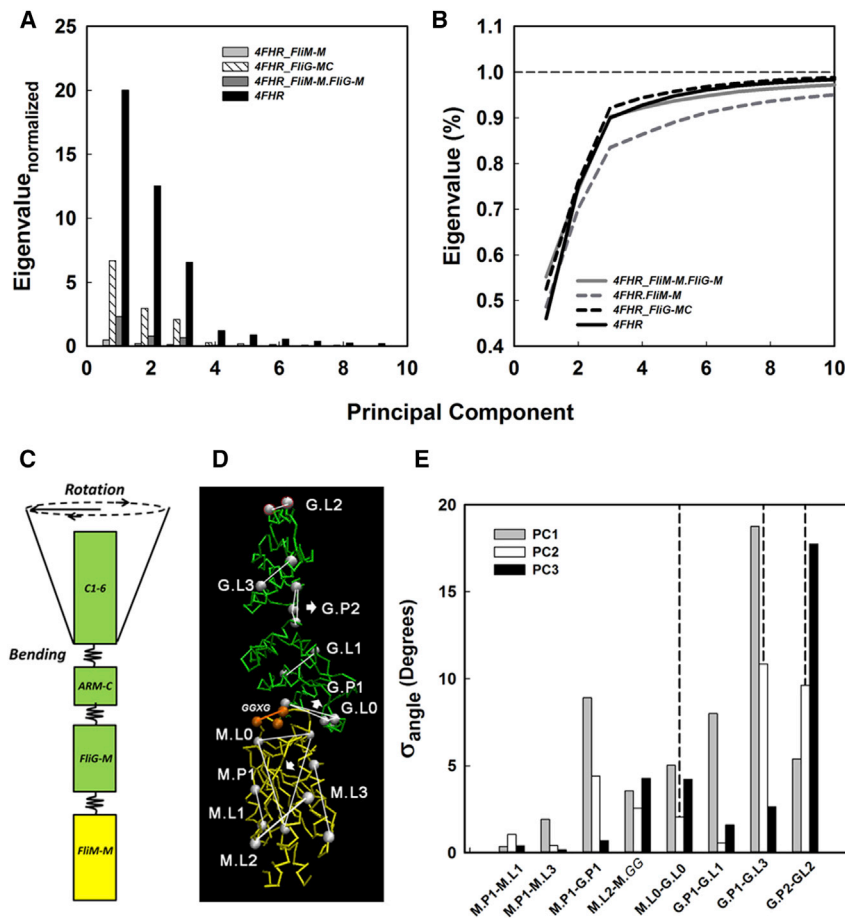 A
4FHR_FliM-M
4FHR_FliG-MC
4FHR_FliM-M.FliG-M
4FHR
Eigenvalue normalized
25
20
15
10
5
0
0 2 4 6 8 10
B
Eigenvalue (%)
1.1
1.0
0.9
0.8
0.7
0.6
0.5
0.4
4FHR_FliM-M.FliG-M
4FHR.FliM-M
4FHR_FliG-MC
4FHR
0 2 4 6 8 10
Principal Component
C
Rotation
C1-6
Bending
ARM-C
FliG-M
FliM-M
D
G.L2
G.L3
G.P2
G.L1
G.P1
GGXG
G.L0
M.L0
M.P1
M.L3
M.L1
M.L2
E
σangle (Degrees)
20
15
10
5
0
PC1
PC2
PC3
M.P1-M.L1
M.P1-M.L3
M.P1-G.P1
M.L2-M.GG
M.L0-G.L0
G.P1-G.L1
G.P1-G.L3
G.P2-GL2